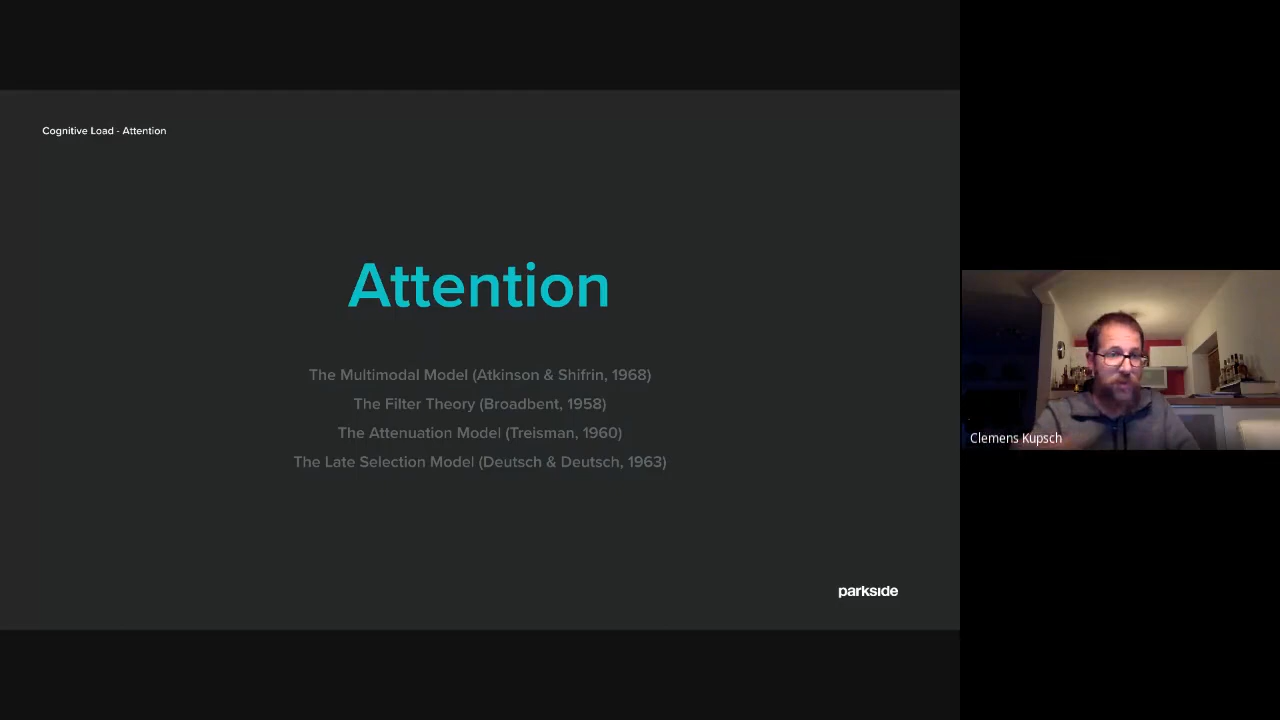 Cognitive Load - Attention
Attention
The Multimodal Model (Atkinson & Shifrin, 1968)
The Filter Theory (Broadbent, 1958)
The Attenuation Model (Treisman, 1960)
The Late Selection Model (Deutsch & Deutsch, 1963)
parkside
Clemens Kupsch